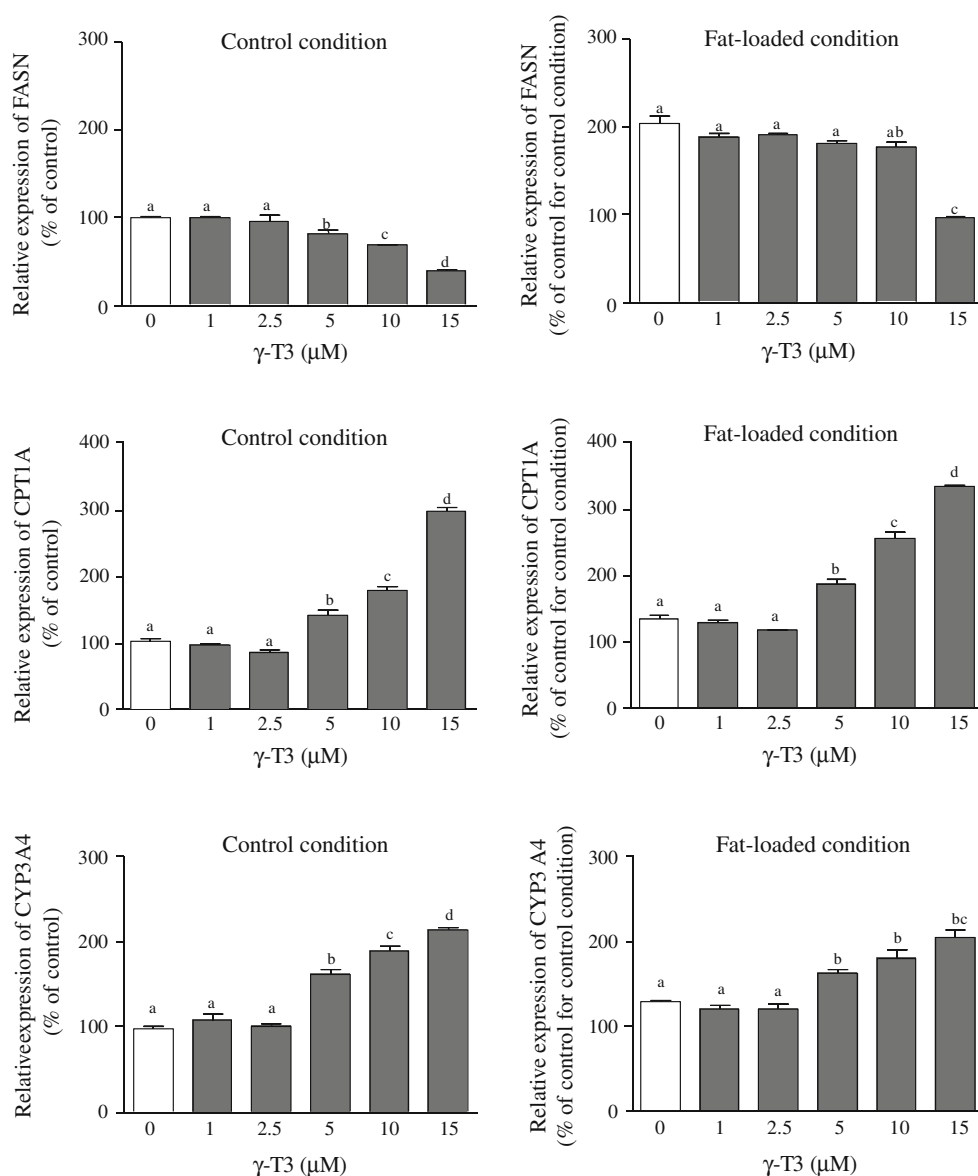 Control condition
Relative expression of FASN
(% of control)
300
200
100
0
a a a b c d
0 1 2.5 5 10 15
γ-T3 (μM)
Fat-loaded condition
Relative expression of FASN
(% of control for control condition)
300
200
100
0
a a a a ab c
0 1 2.5 5 10 15
γ-T3 (μM)
Control condition
Relative expression of CPT1A
(% of control)
400
300
200
100
0
a a a b c d
0 1 2.5 5 10 15
γ-T3 (μM)
Fat-loaded condition
Relative expression of CPT1A
(% of control for control condition)
400
300
200
100
0
a a a b c d
0 1 2.5 5 10 15
γ-T3 (μM)
Control condition
Relativeexpression of CYP3A4
(% of control)
300
200
100
0
a a a b c d
0 1 2.5 5 10 15
γ-T3 (μM)
Fat-loaded condition
Relative expression of CYP3 A4
(% of control for control condition)
300
200
100
0
a a a b b bc
0 1 2.5 5 10 15
γ-T3 (μM)